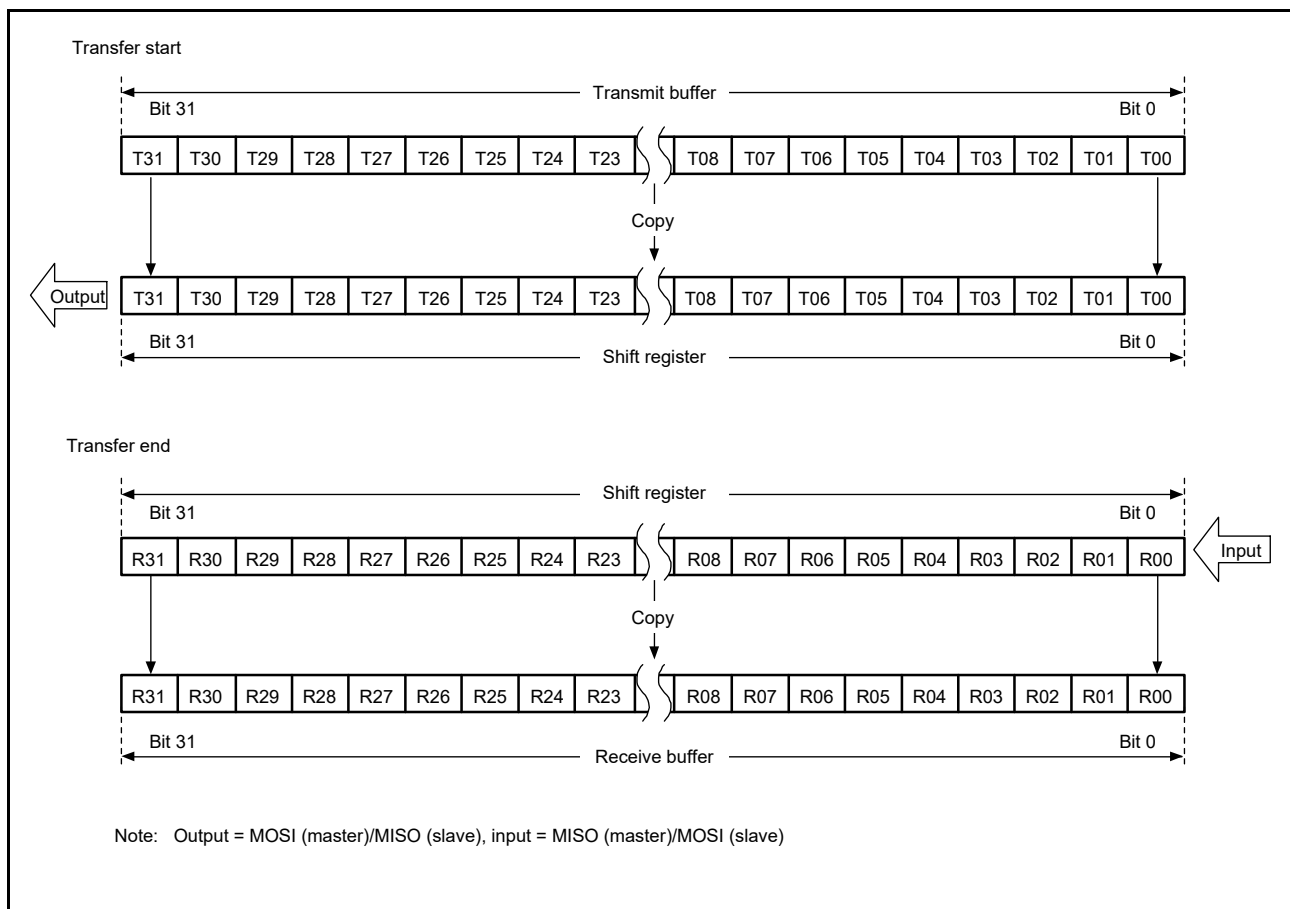 Transfer start
Transmit buffer
Bit 31 Bit 0
T31 T30 T29 T28 T27 T26 T25 T24 T23 T08 T07 T06 T05 T04 T03 T02 T01 T00
Copy
Output T31 T30 T29 T28 T27 T26 T25 T24 T23 T08 T07 T06 T05 T04 T03 T02 T01 T00
Bit 31 Bit 0
Shift register
Transfer end
Shift register
Bit 31 Bit 0
R31 R30 R29 R28 R27 R26 R25 R24 R23 R08 R07 R06 R05 R04 R03 R02 R01 R00 Input
Copy
R31 R30 R29 R28 R27 R26 R25 R24 R23 R08 R07 R06 R05 R04 R03 R02 R01 R00
Bit 31 Bit 0
Receive buffer
Note: Output = MOSI (master)/MISO (slave), input = MISO (master)/MOSI (slave)